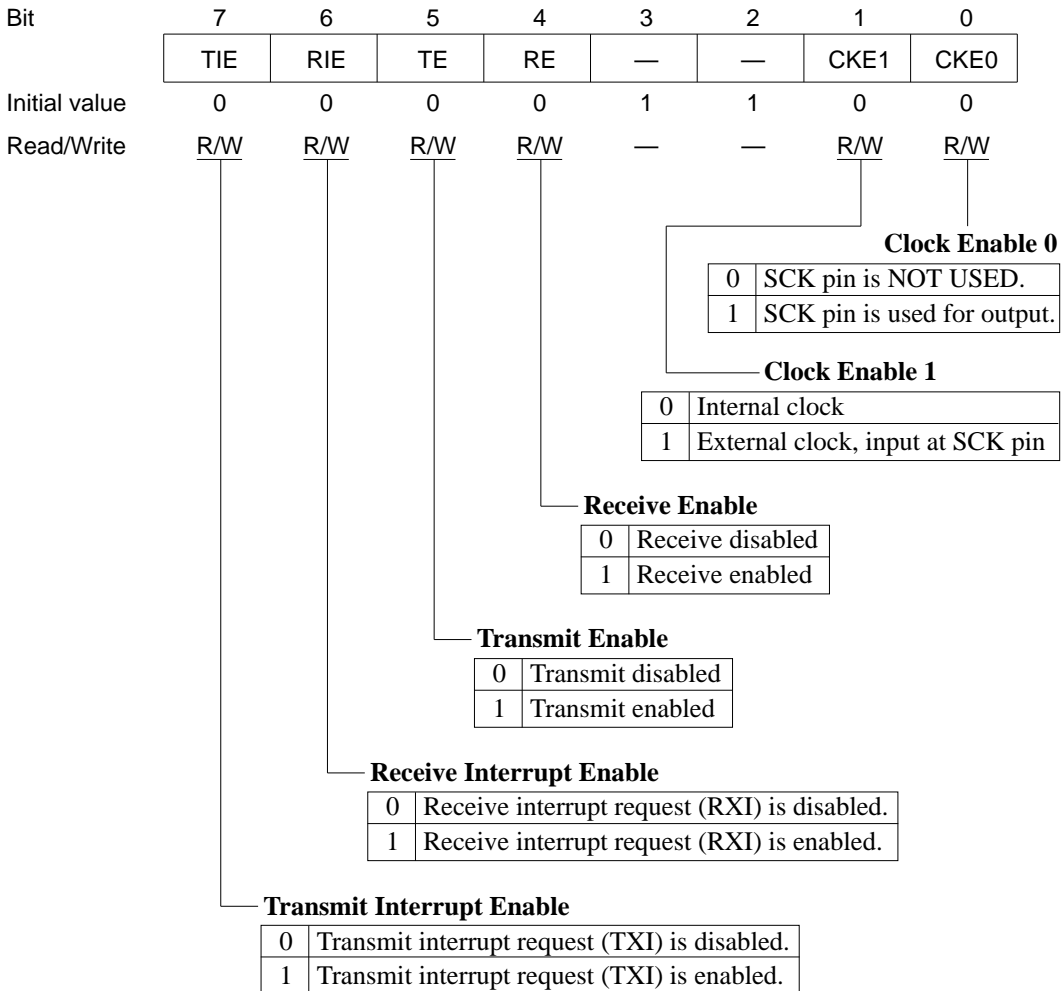 Bit 7 6 5 4 3 2 1 0
TIE RIE TE RE — — CKE1 CKE0
Initial value 0 0 0 0 1 1 0 0
Read/Write R/W R/W R/W R/W — — R/W R/W
Clock Enable 0
0 SCK pin is NOT USED.
1 SCK pin is used for output.
Clock Enable 1
0 Internal clock
1 External clock, input at SCK pin
Receive Enable
0 Receive disabled
1 Receive enabled
Transmit Enable
0 Transmit disabled
1 Transmit enabled
Receive Interrupt Enable
0 Receive interrupt request (RXI) is disabled.
1 Receive interrupt request (RXI) is enabled.
Transmit Interrupt Enable
0 Transmit interrupt request (TXI) is disabled.
1 Transmit interrupt request (TXI) is enabled.